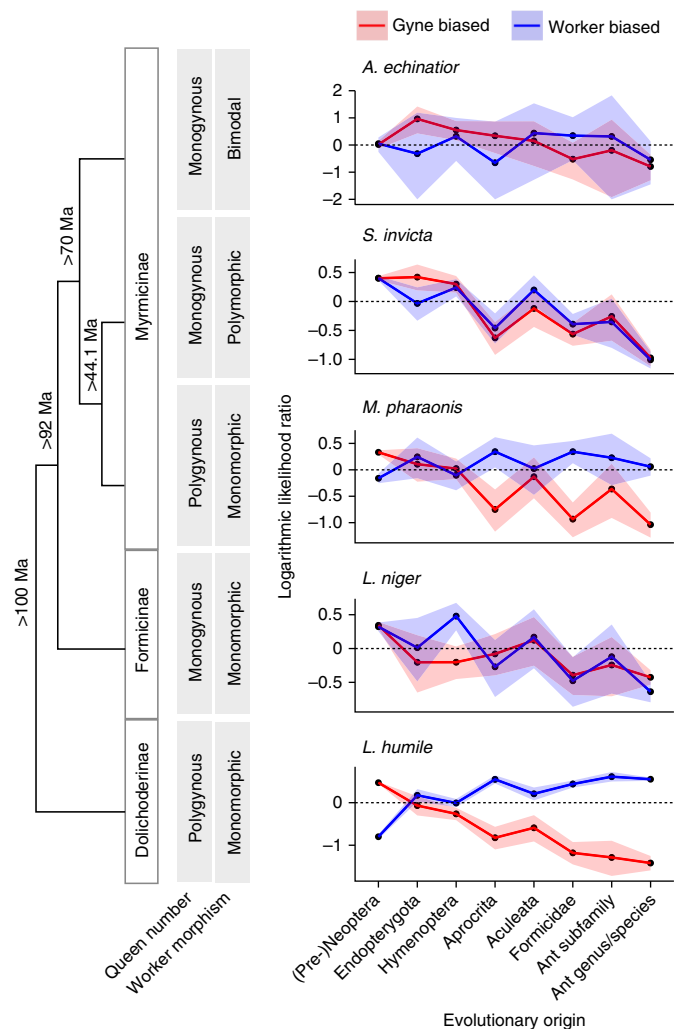 Gyne biased
Worker biased
A. echinatior
2
1
0
−1
−2
S. invicta
0.5
0
−0.5
−1.0
M. pharaonis
0.5
0
−0.5
−1.0
L. niger
0.5
0
−0.5
L. humile
0
−1
Logarithmic likelihood ratio
(Pre-)Neoptera
Endopterygota
Hymenoptera
Aprocrita
Aculeata
Formicidae
Ant subfamily
Ant genus/species
Evolutionary origin
>100 Ma
>92 Ma
>70 Ma
>44.1 Ma
Myrmicinae
Formicinae
Dolichoderinae
Monogynous
Bimodal
Monogynous
Polymorphic
Polygynous
Monomorphic
Monogynous
Monomorphic
Polygynous
Monomorphic
Queen number
Worker morphism